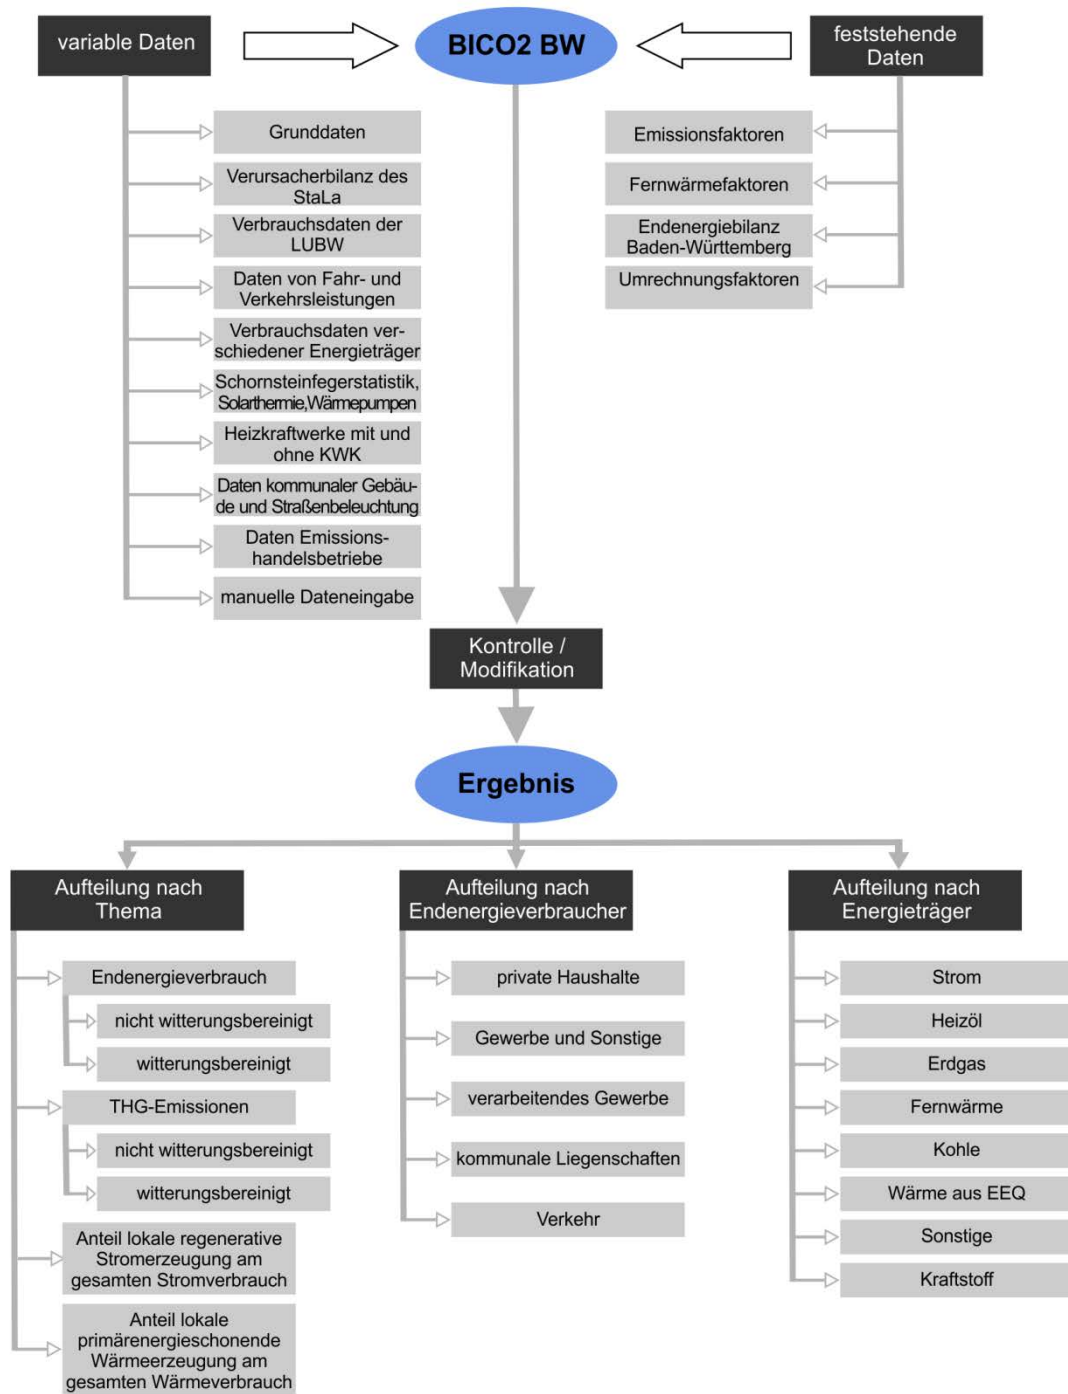 variable Daten
BICO2 BW
feststehende
Daten
Grunddaten
Verursacherbilanz des
StaLa
Verbrauchsdaten der
LUBW
Daten von Fahr- und
Verkehrsleistungen
Verbrauchsdaten ver-
schiedener Energieträger
Schornsteinfegerstatistik,
Solarthermie,Wärmepumpen
Heizkraftwerke mit und
ohne KWK
Daten kommunaler Gebäu-
de und Straßenbeleuchtung
Daten Emissions-
handelsbetriebe
manuelle Dateneingabe
Emissionsfaktoren
Fernwärmefaktoren
Endenergiebilanz
Baden-Württemberg
Umrechnungsfaktoren
Kontrolle /
Modifikation
Ergebnis
Aufteilung nach
Thema
Endenergieverbrauch
nicht witterungsbereinigt
witterungsbereinigt
THG-Emissionen
nicht witterungsbereinigt
witterungsbereinigt
Anteil lokale regenerative
Stromerzeugung am
gesamten Stromverbrauch
Anteil lokale
primärenergieschonende
Wärmeerzeugung am
gesamten Wärmeverbrauch
Aufteilung nach
Endenergieverbraucher
private Haushalte
Gewerbe und Sonstige
verarbeitendes Gewerbe
kommunale Liegenschaften
Verkehr
Aufteilung nach
Energieträger
Strom
Heizöl
Erdgas
Fernwärme
Kohle
Wärme aus EEQ
Sonstige
Kraftstoff